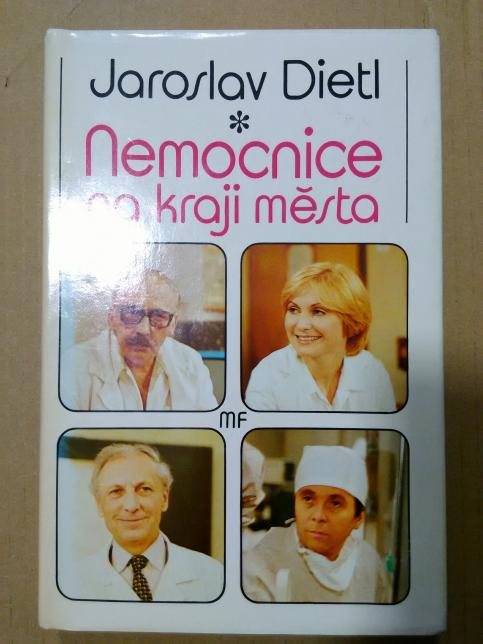 Jaroslav Dietl
*
Nemocnice
na kraji města
MF